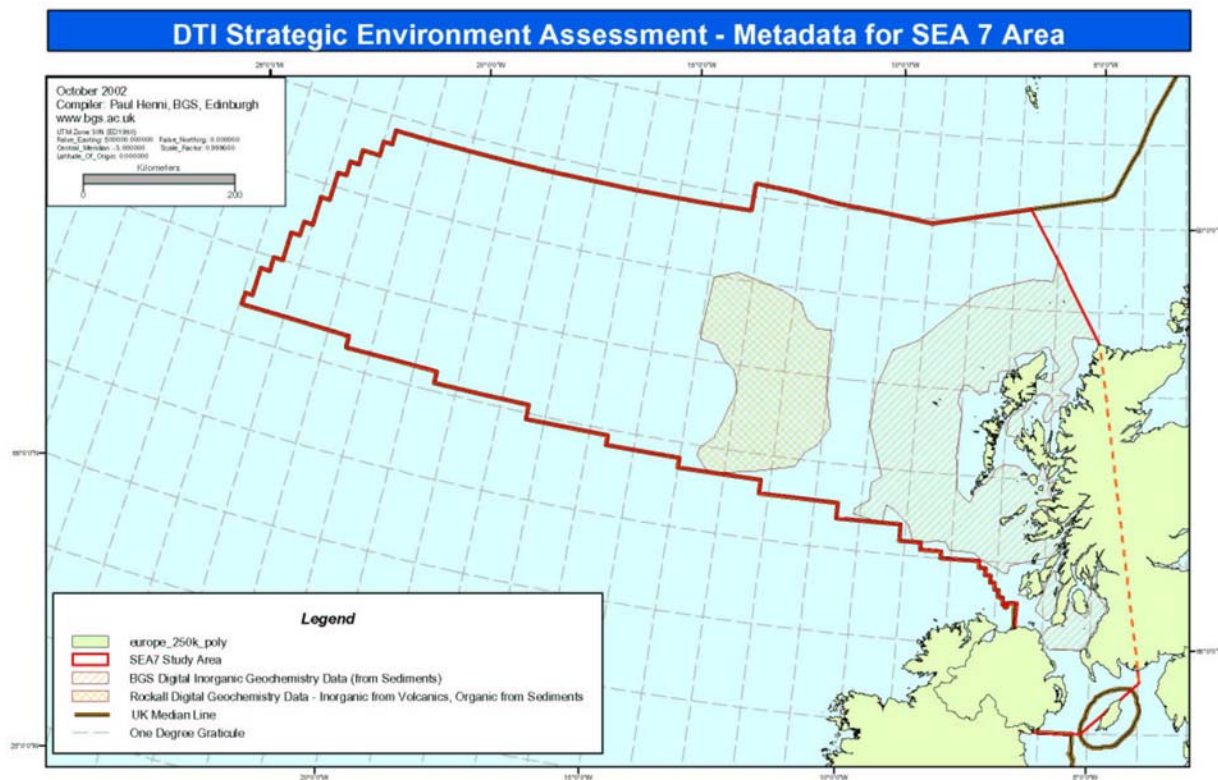 DTI Strategic Environment Assessment - Metadata for SEA 7 Area
October 2002
Compiler: Paul Henni, BGS, Edinburgh
www.bgs.ac.uk
Kilometers
0 200
Legend
europe_250k_poly
SEA7 Study Area
BGS Digital Inorganic Geochemistry Data (from Sediments)
Rockall Digital Geochemistry Data - Inorganic from Volcanics, Organic from Sediments
UK Median Line
One Degree Graticule